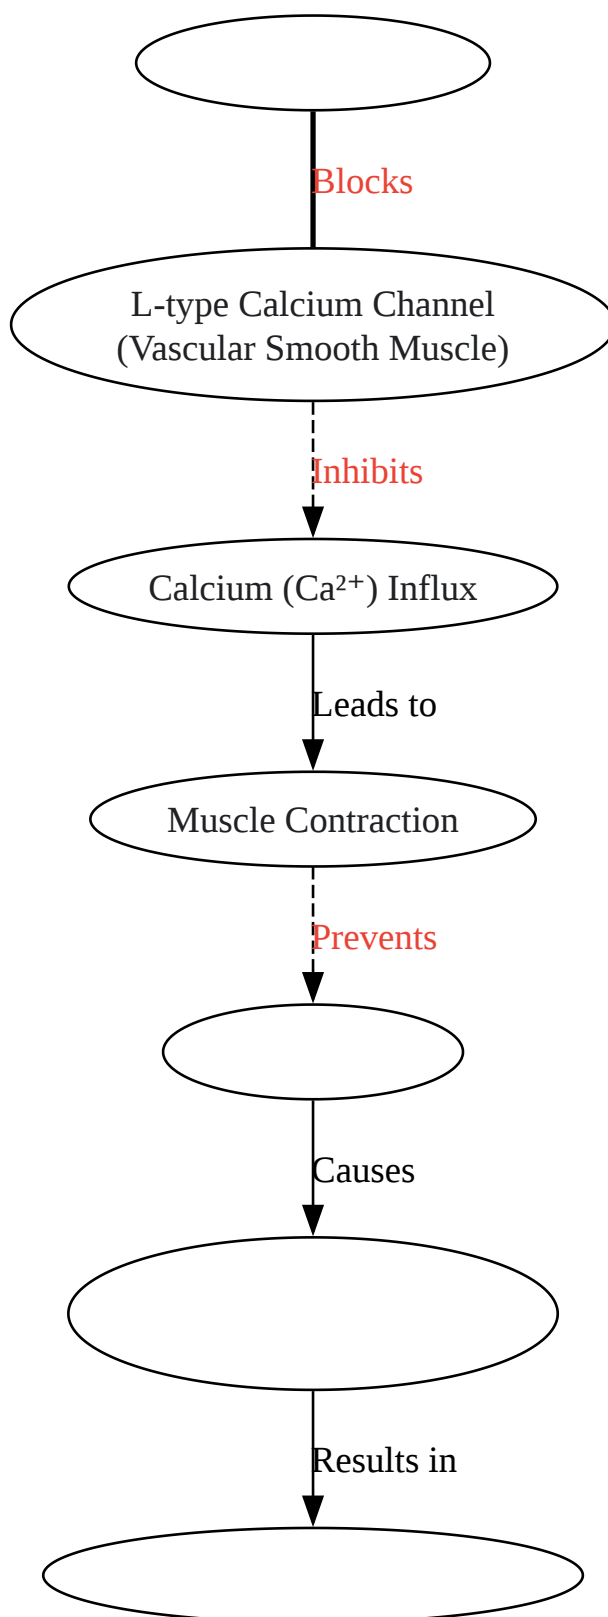 Blocks
L-type Calcium Channel
(Vascular Smooth Muscle)
Inhibits
Calcium (Ca²⁺) Influx
Leads to
Muscle Contraction
Prevents
Causes
Results in